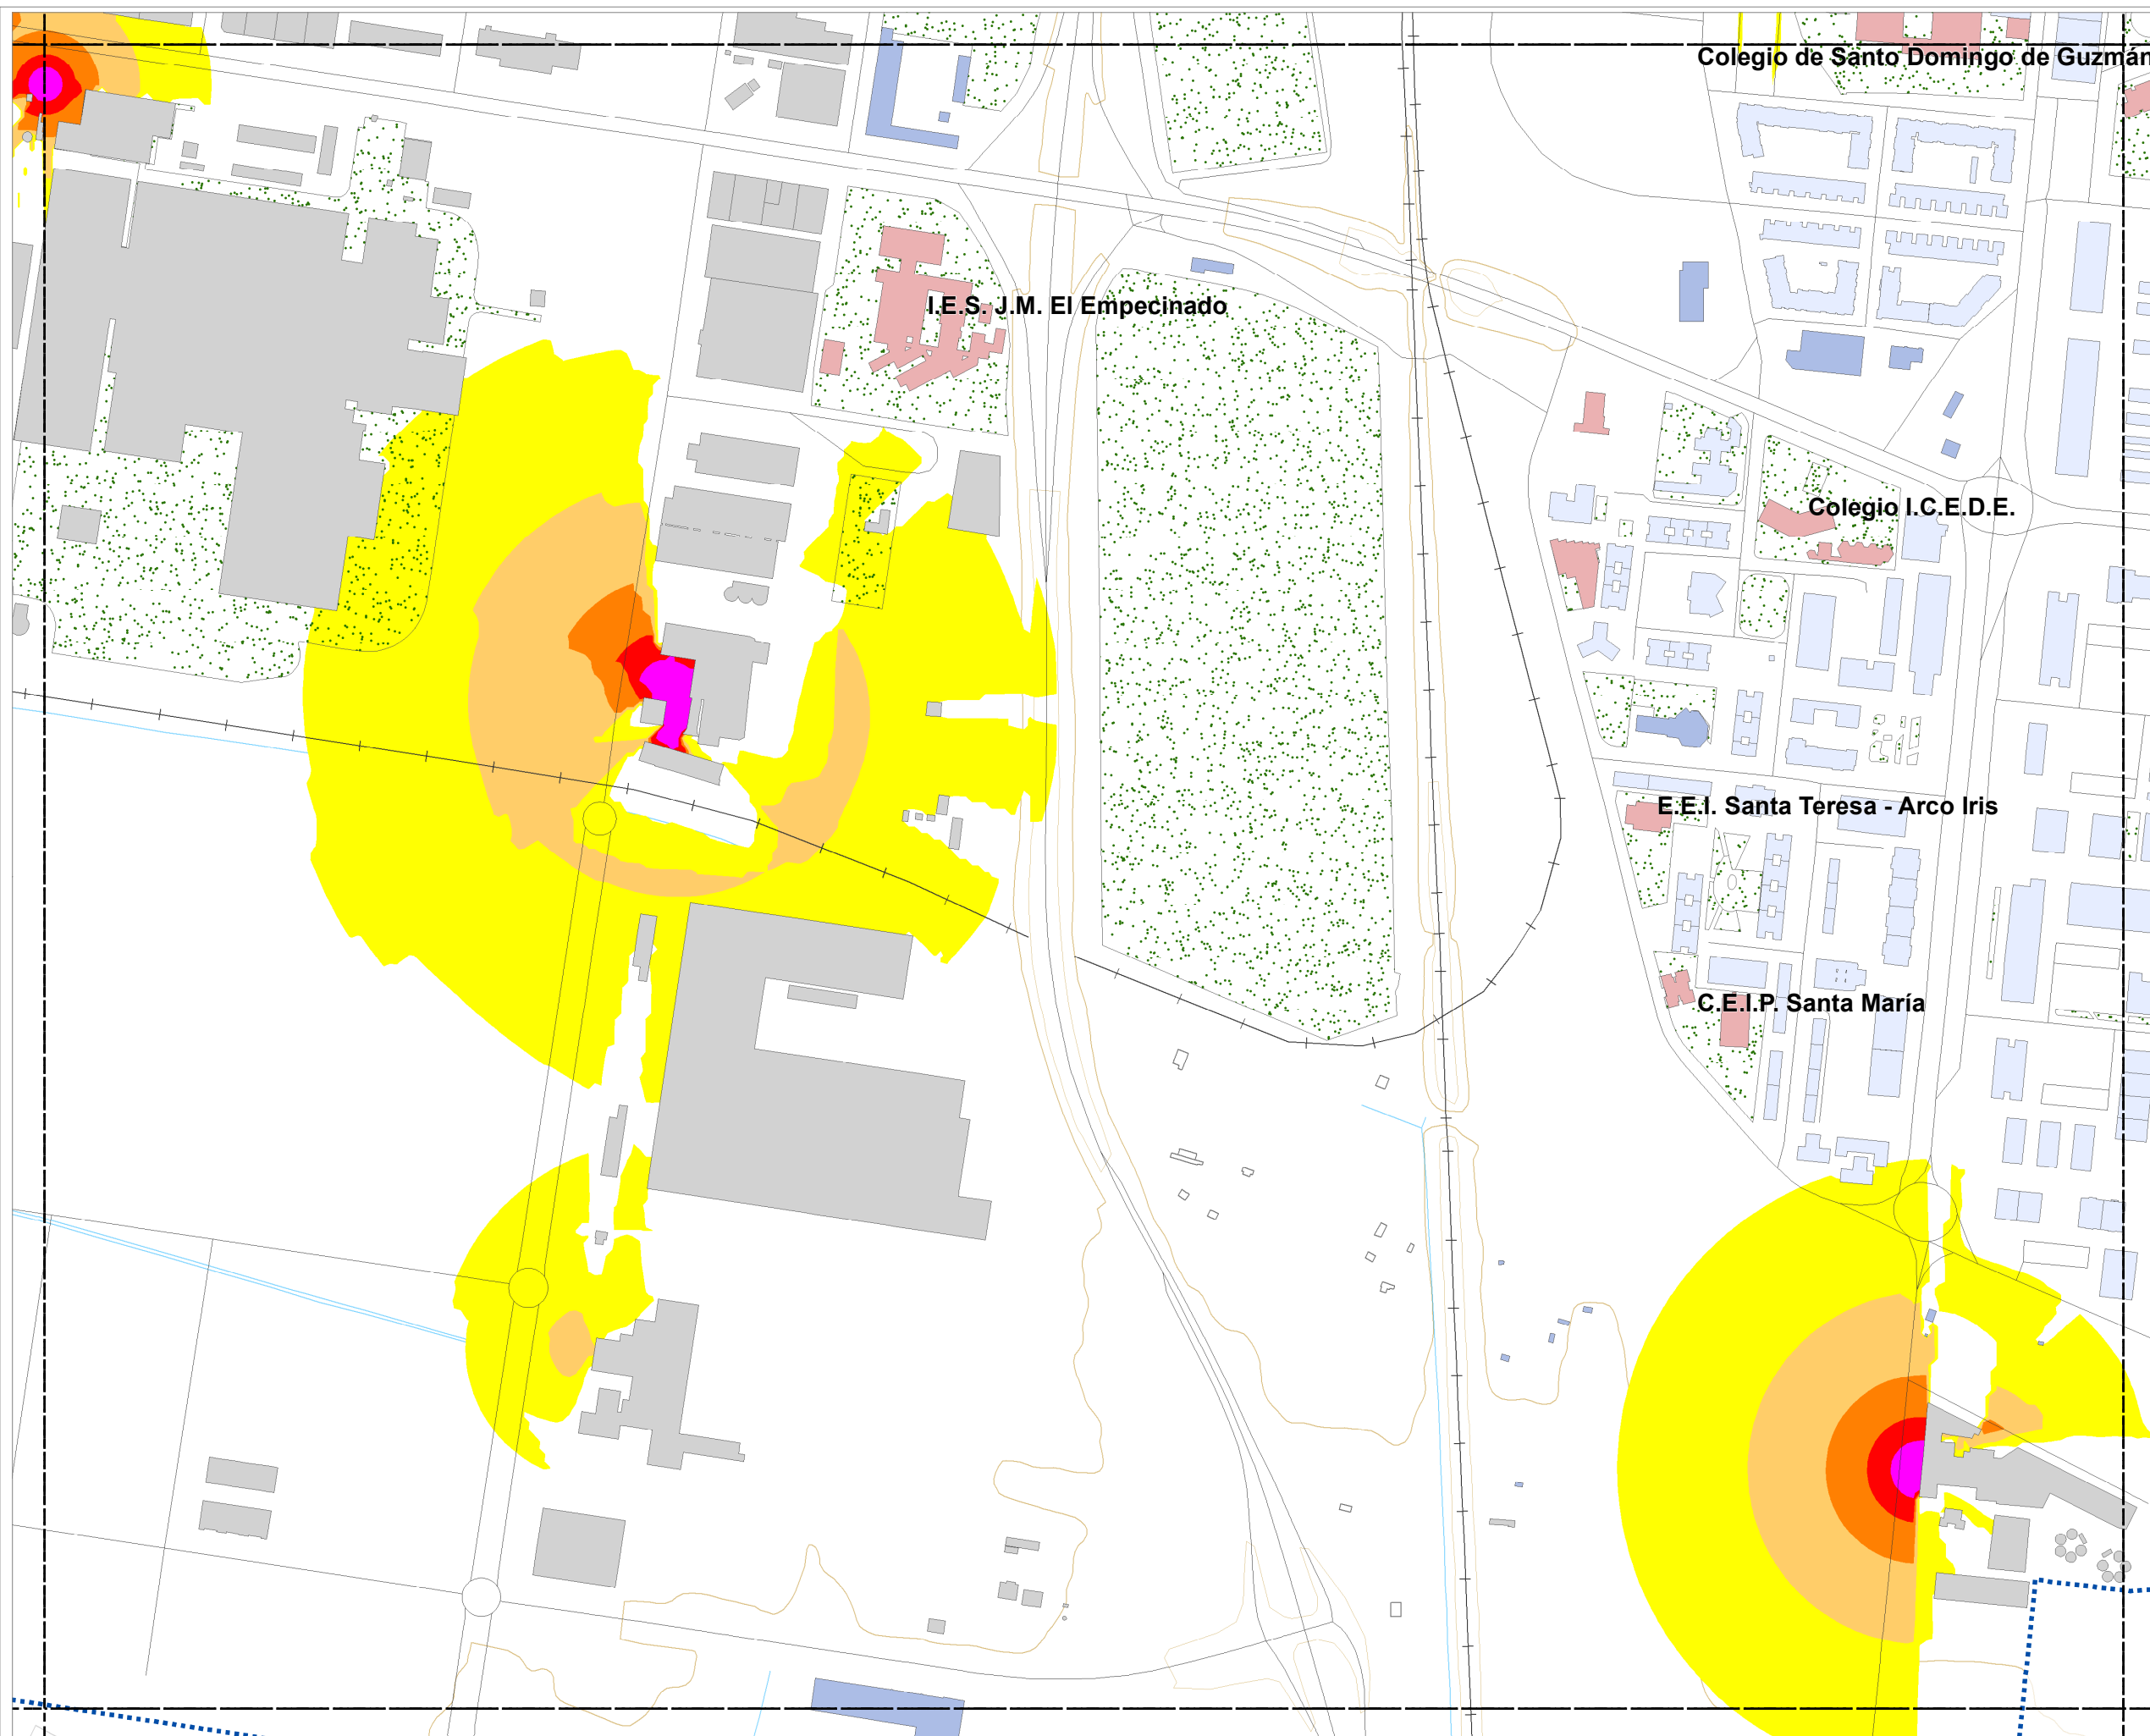 Colegio de Santo Domingo de Guzmán
I.E.S. J.M. El Empecinado
Colegio I.C.E.D.E.
E.E.I. Santa Teresa - Arco Iris
C.E.I.P. Santa María